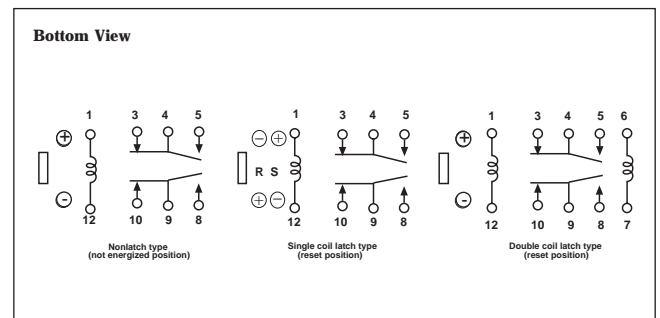 Bottom View
1 3 4 5
+
-
12 10 9 8
Nonlatch type
(not energized position)
1 3 4 5
- +
R S
+ -
12 10 9 8
Single coil latch type
(reset position)
1 3 4 5 6
+
-
12 10 9 8 7
Double coil latch type
(reset position)